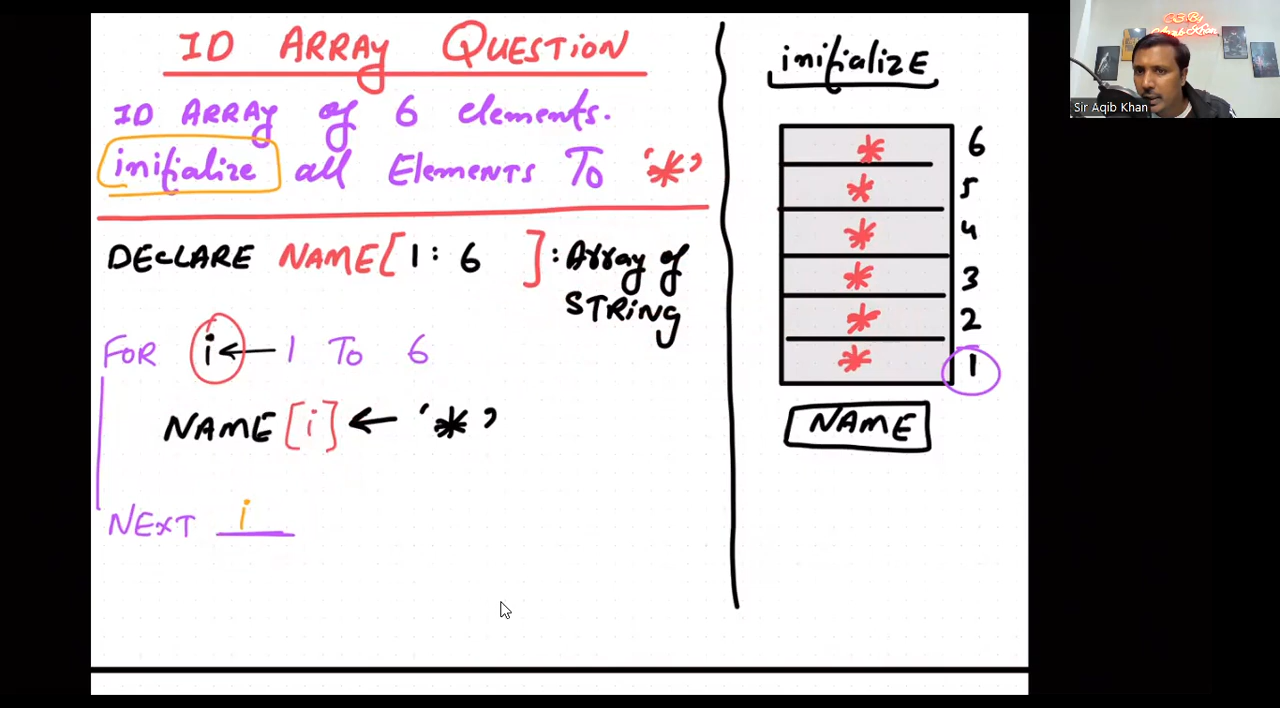 1D ARRAY QUESTION
1D ARRAY of 6 elements.
initialize all Elements To '*'
DECLARE NAME[1:6 ]: Array of
STRING
FOR i ← 1 To 6
NAME[i] ← '*'
NEXT i
initializE
* 6
* 5
* 4
* 3
* 2
* 1
NAME
Sir Aqib Khan